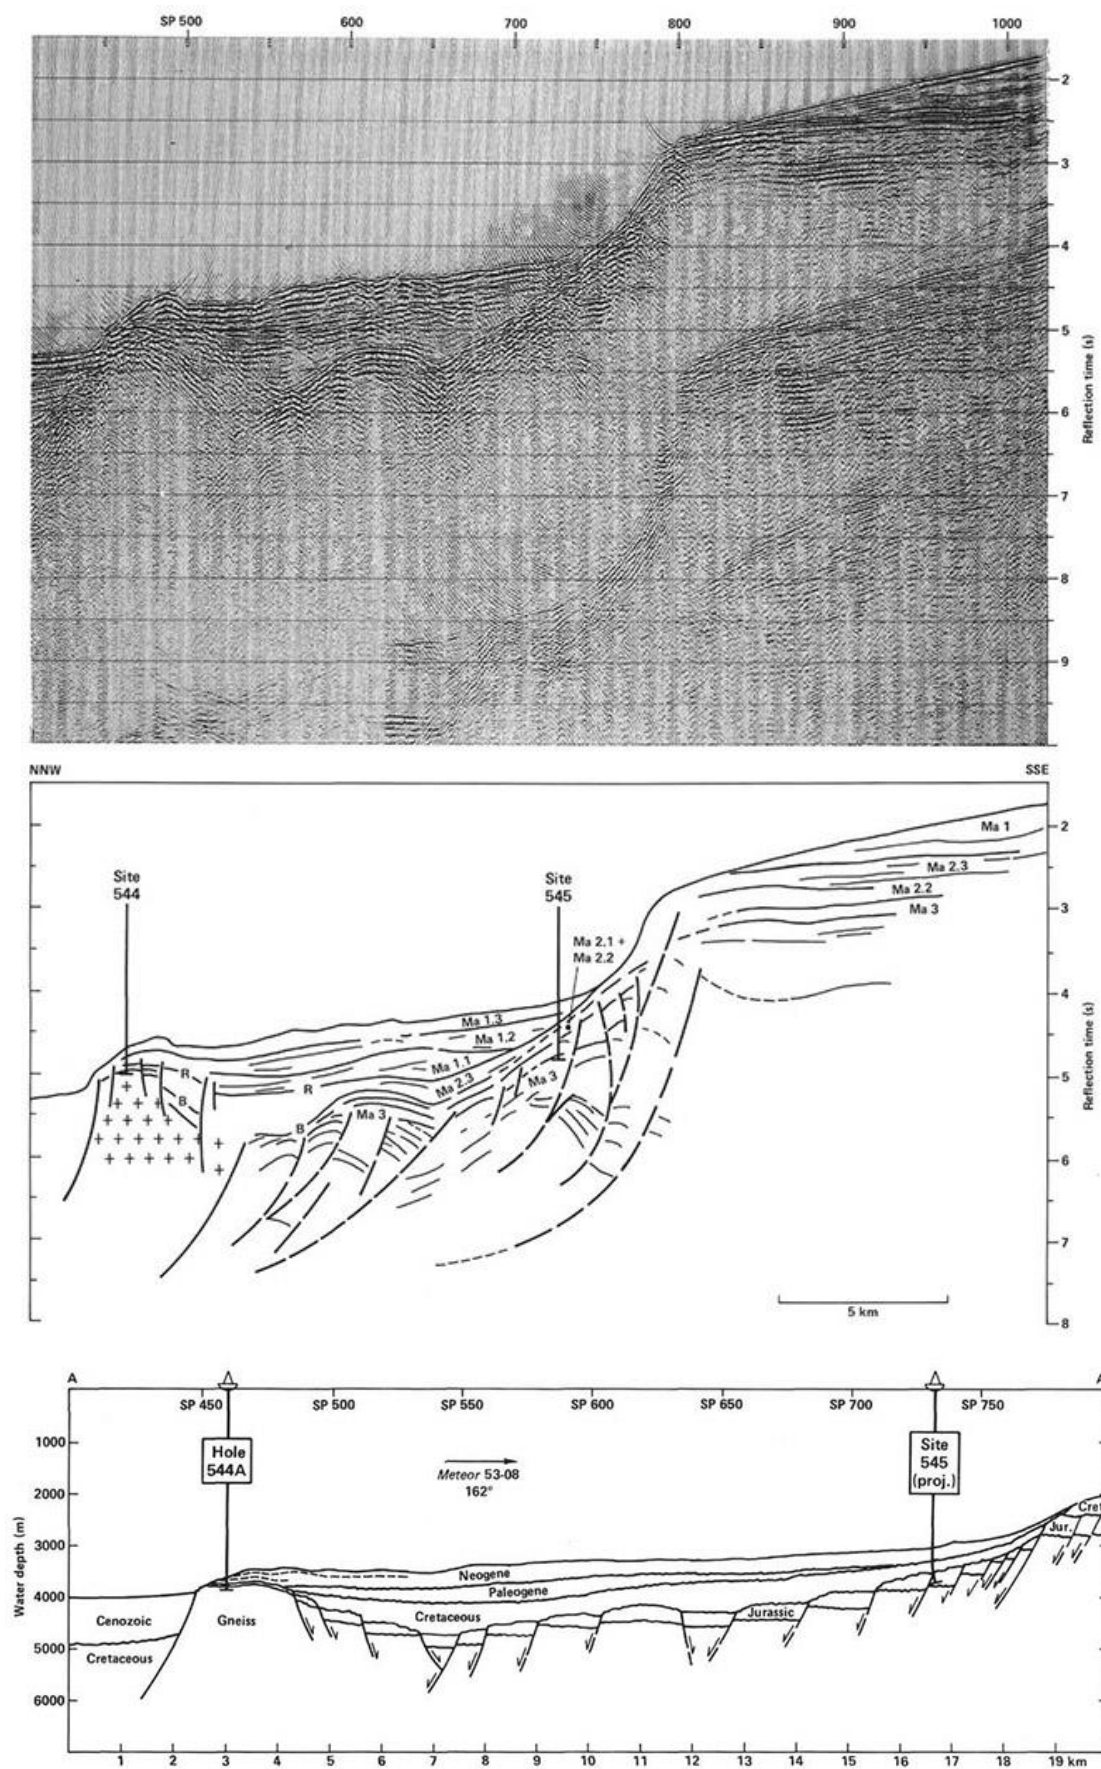 SP 500 600 700 800 900 1000
2
3
4
5
6
7
8
9
Reflection time (s)
NNW SSE
Site
544
Site
545
Ma 2.1 +
Ma 2.2
Ma 1
Ma 2.3
Ma 2.2
Ma 3
Ma 1.3
Ma 1.2
Ma 1.1
Ma 2.3
Ma 3
Ma 3
R
R
B
B
2
3
4
5
6
7
8
Reflection time (s)
5 km
A A
SP 450 SP 500 SP 550 SP 600 SP 650 SP 700 SP 750
Hole
544A
Meteor 53-08
162°
Site
545
(proj.)
1000
2000
3000
4000
5000
6000
Water depth (m)
Cret
Jur.
Neogene
Paleogene
Cretaceous
Jurassic
Cenozoic
Gneiss
Cretaceous
1 2 3 4 5 6 7 8 9 10 11 12 13 14 15 16 17 18 19 km